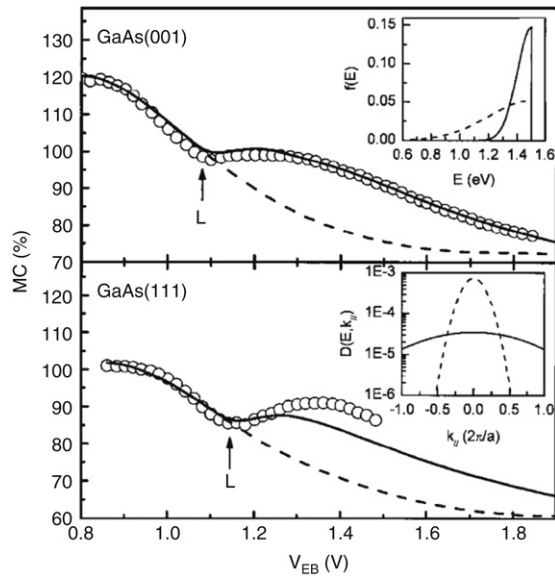 GaAs(001)
120
110
100
90
80
70
MC (%)
L
f(E)
0.15
0.10
0.05
0.00
0.6 0.8 1.0 1.2 1.4 1.6
E (eV)
GaAs(111)
100
90
80
70
60
L
D(E,k//)
1E-3
1E-4
1E-5
1E-6
-1.0 -0.5 0.0 0.5 1.0
k// (2π/a)
0.8 1.0 1.2 1.4 1.6 1.8
V_EB (V)